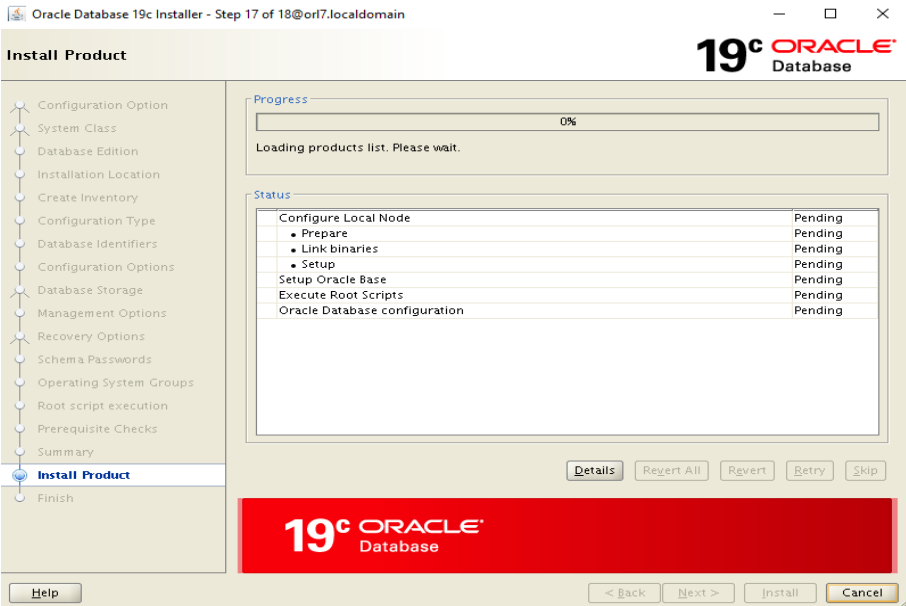 Oracle Database 19c Installer - Step 17 of 18@orl7.localdomain
Install Product
19c ORACLE
Database
Configuration Option
System Class
Database Edition
Installation Location
Create Inventory
Configuration Type
Database Identifiers
Configuration Options
Database Storage
Management Options
Recovery Options
Schema Passwords
Operating System Groups
Root script execution
Prerequisite Checks
Summary
Install Product
Finish
Progress
0%
Loading products list. Please wait.
Status
Configure Local Node Pending
• Prepare Pending
• Link binaries Pending
• Setup Pending
Setup Oracle Base Pending
Execute Root Scripts Pending
Oracle Database configuration Pending
Details Revert All Revert Retry Skip
19c ORACLE
Database
Help < Back Next > Install Cancel